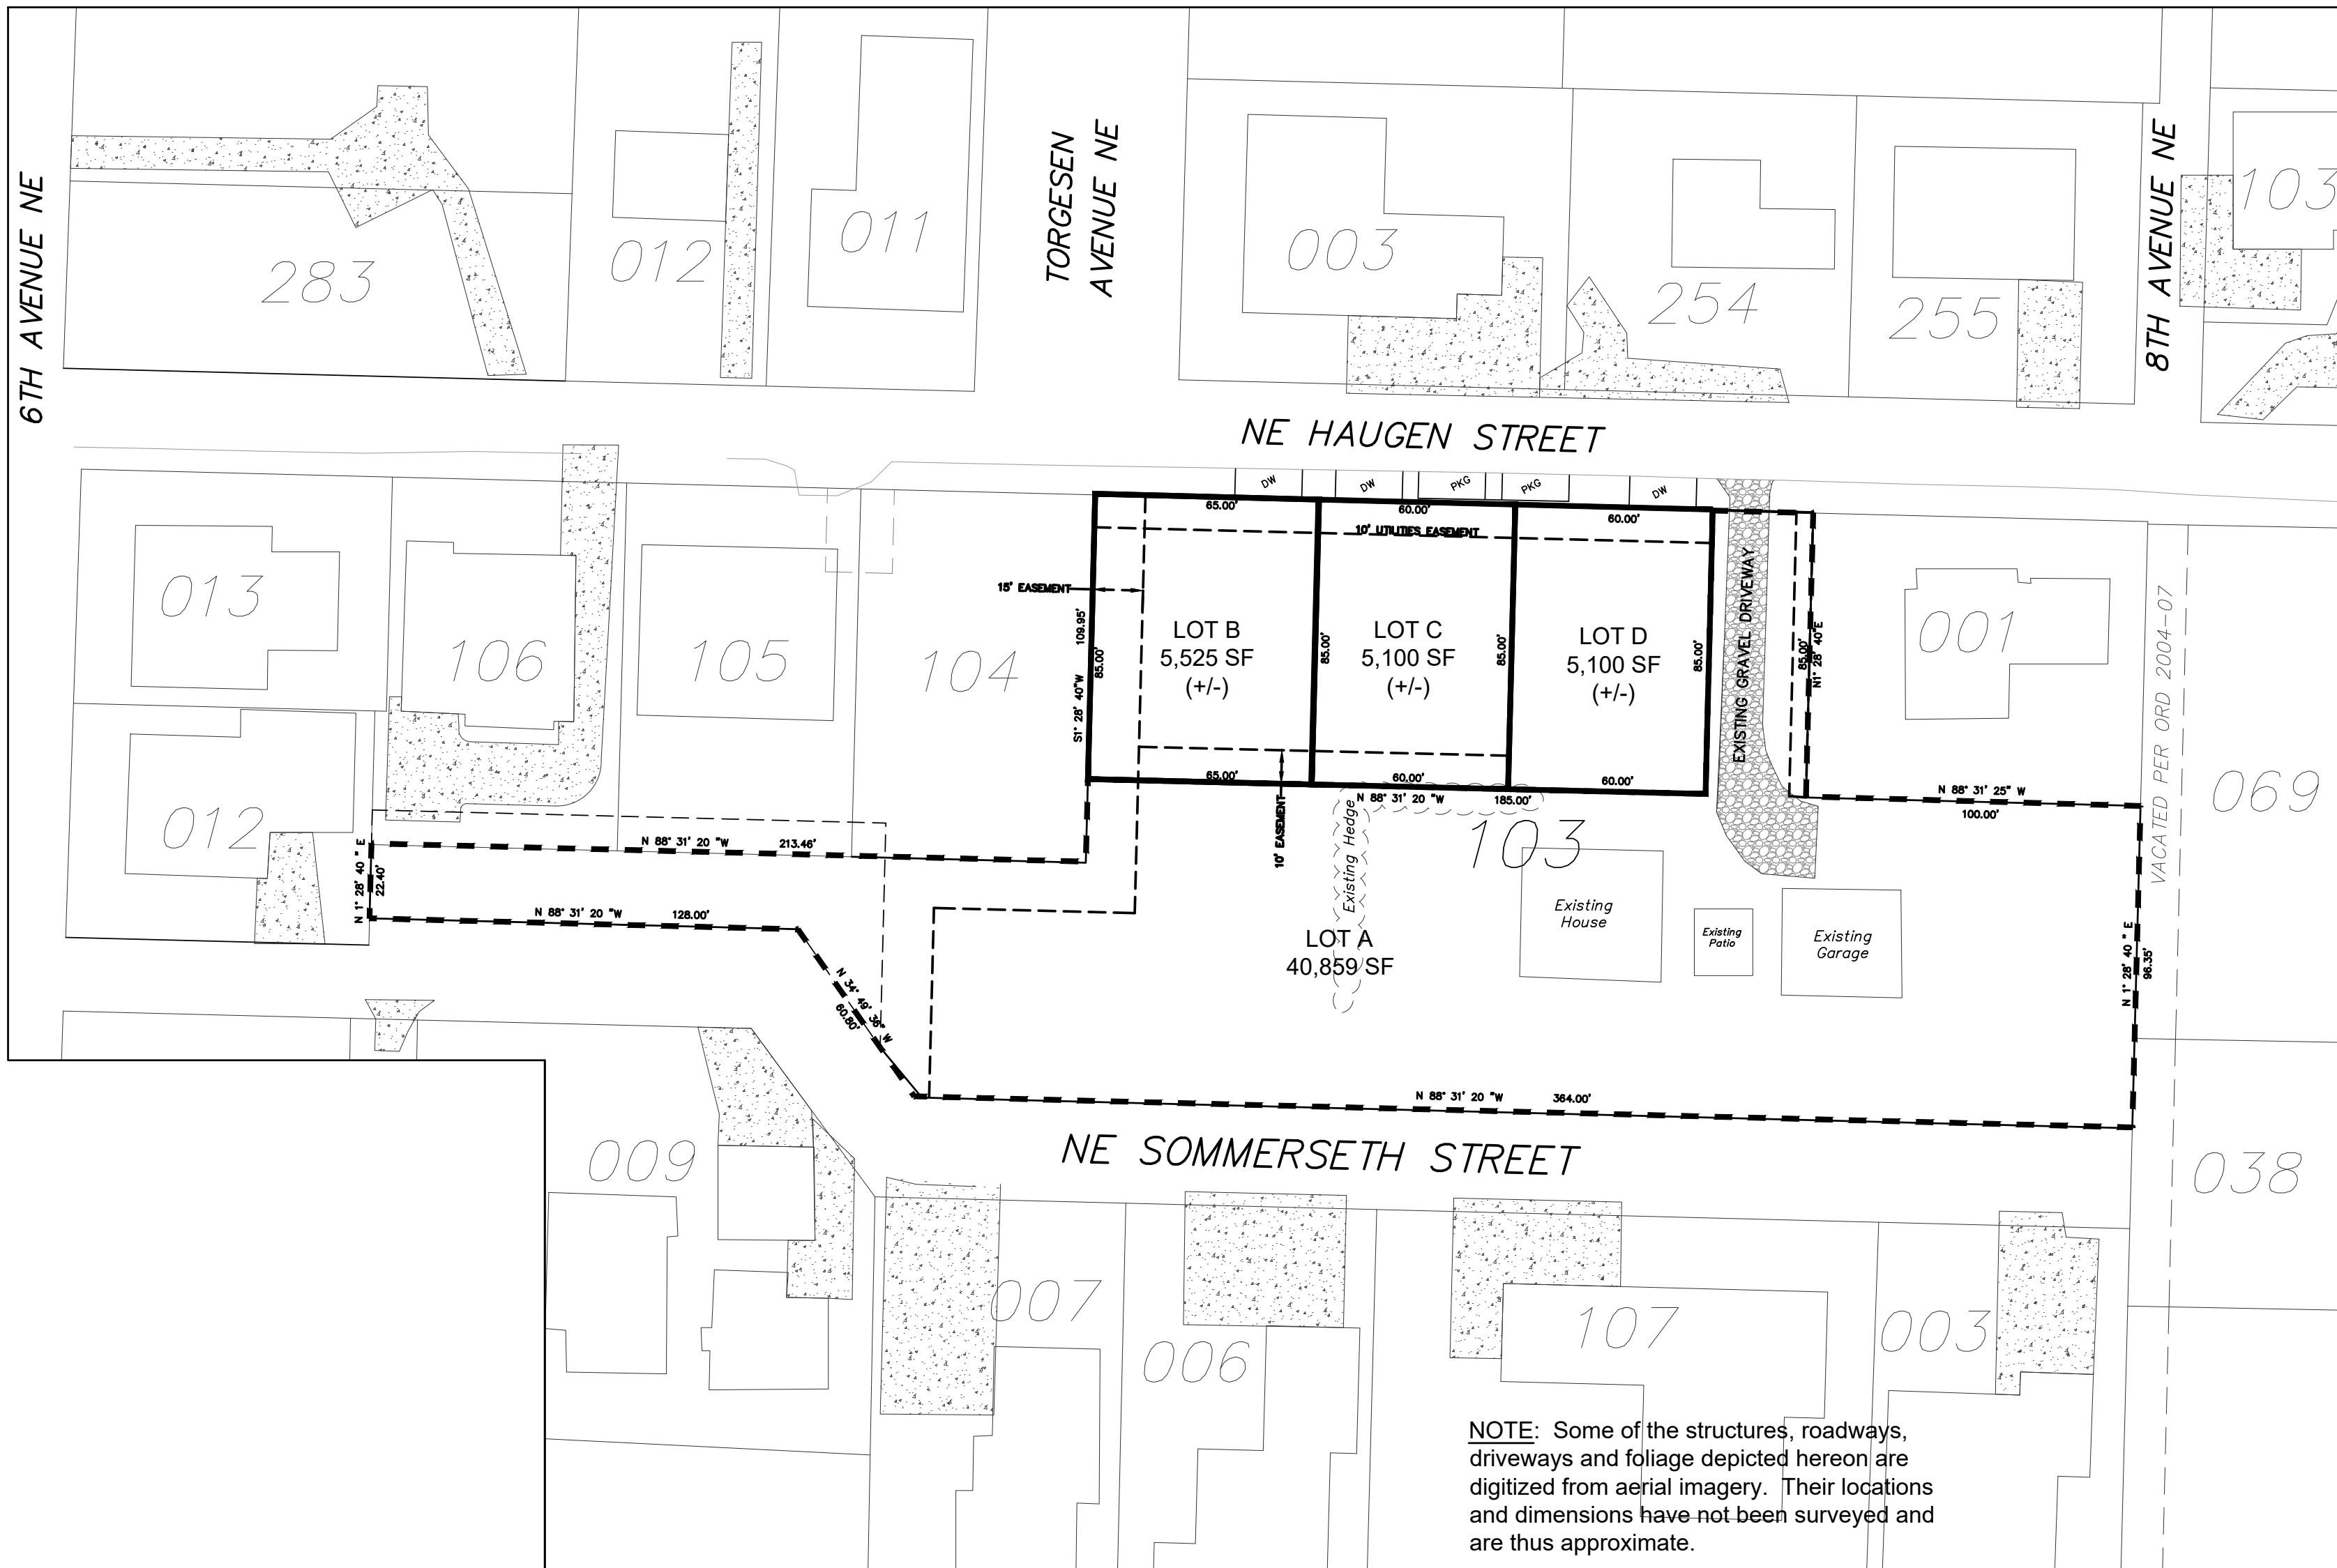 6TH AVENUE NE
TORGESEN
AVENUE NE
8TH AVENUE NE
283
012
011
003
254
255
103
NE HAUGEN STREET
DW
DW
PKG
PKG
DW
65.00'
60.00'
60.00'
10' UTILITIES EASEMENT
15' EASEMENT
013
106
105
104
S1° 28' 40"W 109.95'
85.00'
LOT B
5,525 SF
(+/-)
85.00'
LOT C
5,100 SF
(+/-)
85.00'
LOT D
5,100 SF
(+/-)
85.00'
EXISTING GRAVEL DRIVEWAY
85.00'
N1° 28' 40"E
001
VACATED PER ORD 2004-07
069
65.00'
60.00'
60.00'
N 88° 31' 20 "W 185.00'
10' EASEMENT
Existing Hedge
103
N 88° 31' 25" W
100.00'
012
N 1° 28' 40 " E
22.40'
N 88° 31' 20 "W 213.46'
N 88° 31' 20 "W 128.00'
N 34° 49' 36" W
60.80'
LOT A
40,859 SF
Existing
House
Existing
Patio
Existing
Garage
N 1° 28' 40 " E
96.35'
N 88° 31' 20 "W 364.00'
NE SOMMERSETH STREET
009
007
006
107
003
038
NOTE: Some of the structures, roadways,
driveways and foliage depicted hereon are
digitized from aerial imagery. Their locations
and dimensions have not been surveyed and
are thus approximate.